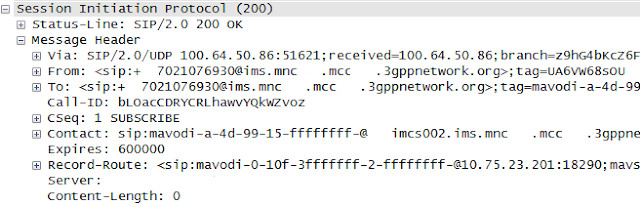 Session Initiation Protocol (200)
Status-Line: SIP/2.0 200 OK
Message Header
Via: SIP/2.0/UDP 100.64.50.86:51621;received=100.64.50.86;branch=z9hG4bKcZ6F
From: <sip:+ 7021076930@ims.mnc .mcc .3gppnetwork.org>;tag=UA6VW68sOU
To: <sip:+ 7021076930@ims.mnc .mcc .3gppnetwork.org>;tag=mavodi-a-4d-99
Call-ID: bLOacCDRYCRLhawvYQkWZvoz
CSeq: 1 SUBSCRIBE
Contact: sip:mavodi-a-4d-99-15-ffffffff-@ imcs002.ims.mnc .mcc .3gppne
Expires: 600000
Record-Route: <sip:mavodi-0-10f-3fffffff-2-ffffffff-@10.75.23.201:18290;mavs
Server:
Content-Length: 0